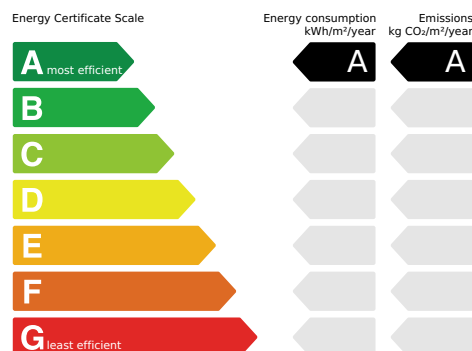 Energy Certificate Scale
Energy consumption
kWh/m²/year
Emissions
kg CO₂/m²/year
A most efficient
A
A
B
C
D
E
F
G least efficient